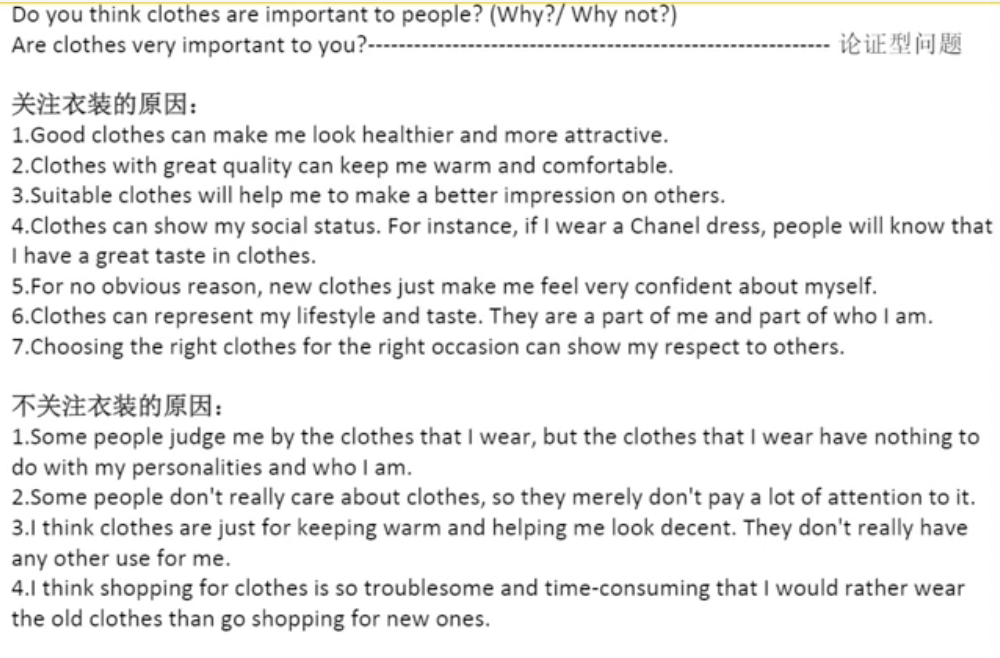 Do you think clothes are important to people? (Why?/ Why not?)
Are clothes very important to you?------------------------------------------------------------- 论证型问题
关注衣装的原因：
1.Good clothes can make me look healthier and more attractive.
2.Clothes with great quality can keep me warm and comfortable.
3.Suitable clothes will help me to make a better impression on others.
4.Clothes can show my social status. For instance, if I wear a Chanel dress, people will know that
I have a great taste in clothes.
5.For no obvious reason, new clothes just make me feel very confident about myself.
6.Clothes can represent my lifestyle and taste. They are a part of me and part of who I am.
7.Choosing the right clothes for the right occasion can show my respect to others.
不关注衣装的原因：
1.Some people judge me by the clothes that I wear, but the clothes that I wear have nothing to
do with my personalities and who I am.
2.Some people don't really care about clothes, so they merely don't pay a lot of attention to it.
3.I think clothes are just for keeping warm and helping me look decent. They don't really have
any other use for me.
4.I think shopping for clothes is so troublesome and time-consuming that I would rather wear
the old clothes than go shopping for new ones.